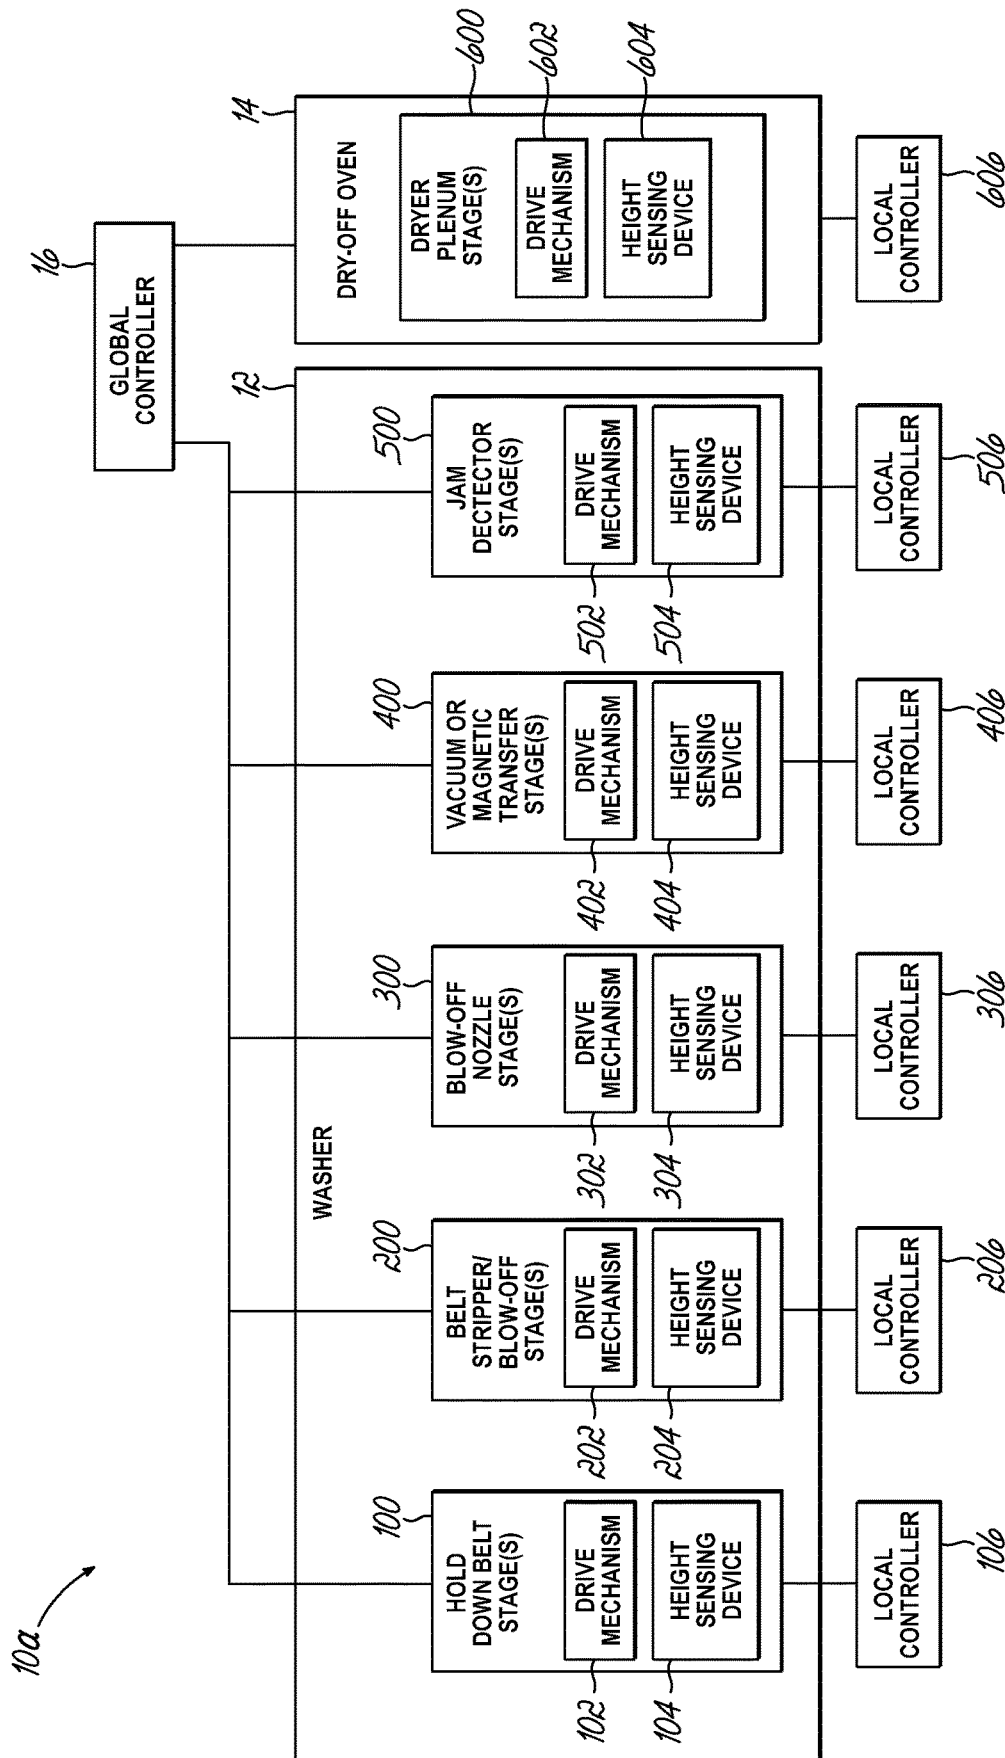 10a
GLOBAL
CONTROLLER
16
12
WASHER
14
DRY-OFF OVEN
HOLD
DOWN BELT
STAGE(S)
100
DRIVE
MECHANISM
102
HEIGHT
SENSING
DEVICE
104
LOCAL
CONTROLLER
106
BELT
STRIPPER/
BLOW-OFF
STAGE(S)
200
DRIVE
MECHANISM
202
HEIGHT
SENSING
DEVICE
204
LOCAL
CONTROLLER
206
BLOW-OFF
NOZZLE
STAGE(S)
300
DRIVE
MECHANISM
302
HEIGHT
SENSING
DEVICE
304
LOCAL
CONTROLLER
306
VACUUM OR
MAGNETIC
TRANSFER
STAGE(S)
400
DRIVE
MECHANISM
402
HEIGHT
SENSING
DEVICE
404
LOCAL
CONTROLLER
406
JAM
DECTECTOR
STAGE(S)
500
DRIVE
MECHANISM
502
HEIGHT
SENSING
DEVICE
504
LOCAL
CONTROLLER
506
DRYER
PLENUM
STAGE(S)
600
DRIVE
MECHANISM
602
HEIGHT
SENSING
DEVICE
604
LOCAL
CONTROLLER
606